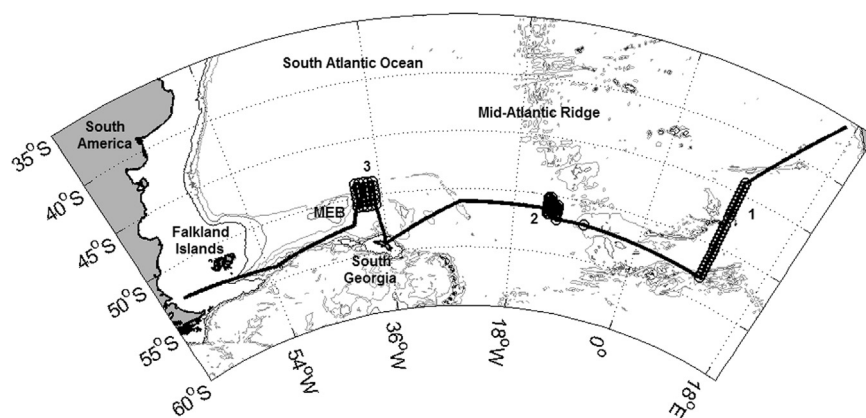 South Atlantic Ocean
Mid-Atlantic Ridge
South
America
3
MEB
Falkland
Islands
2
1
South
Georgia
35°S
40°S
45°S
50°S
55°S
60°S
54°W
36°W
18°W
0°
18°E